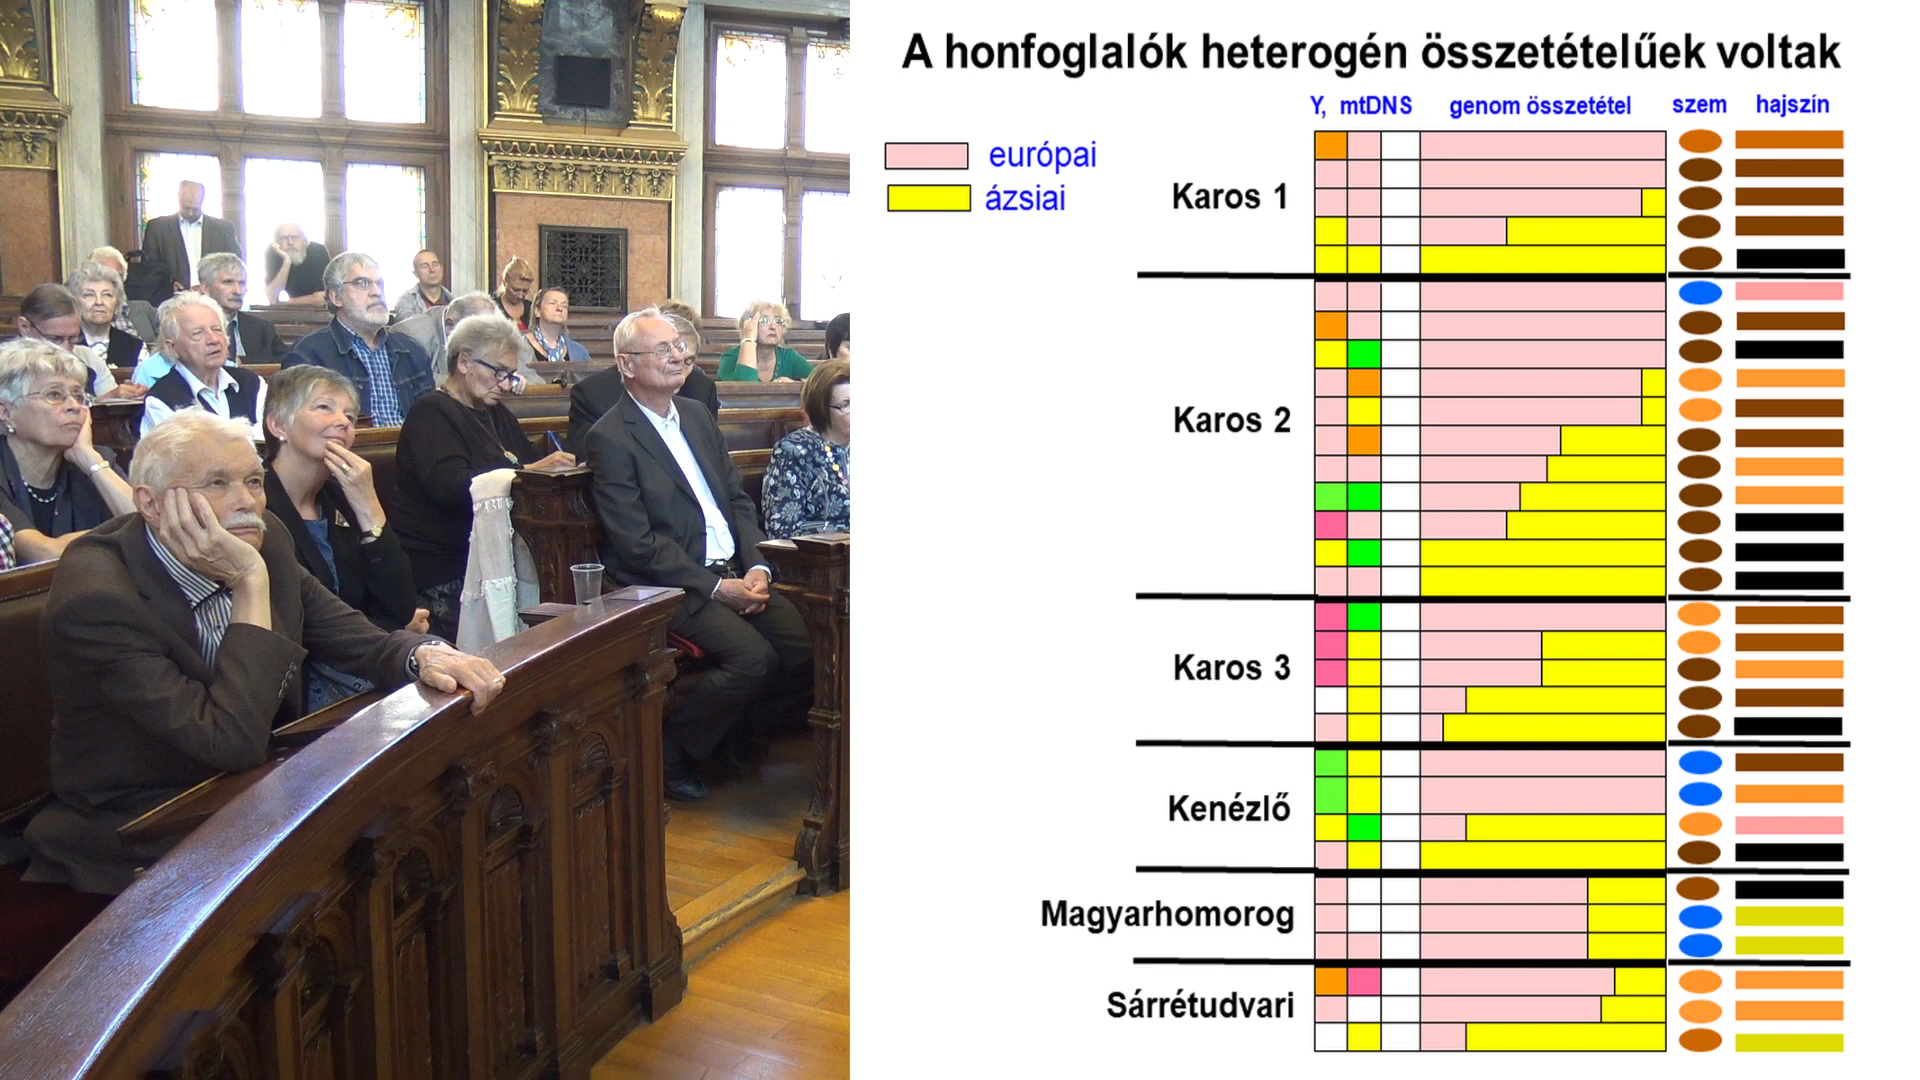 A honfoglalók heterogén összetételűek voltak
Y, mtDNS genom összetétel szem hajszín
európai
ázsiai
Karos 1
Karos 2
Karos 3
Kenézlő
Magyarhomorog
Sárrétudvari